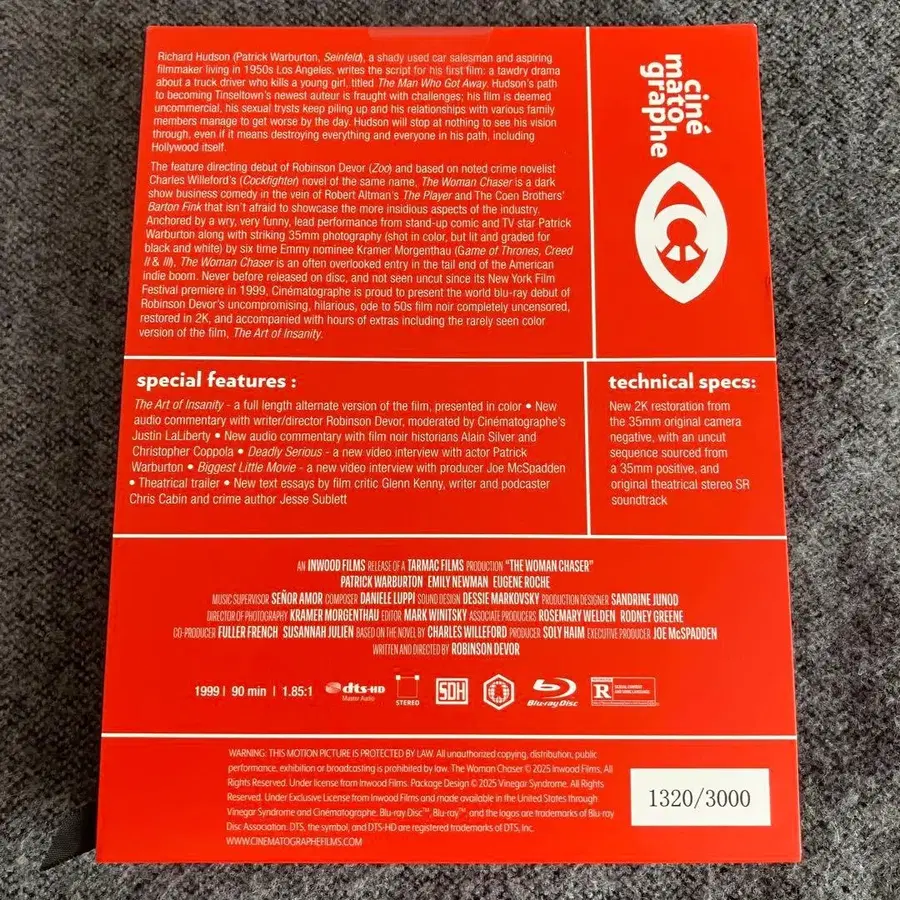 Richard Hudson (Patrick Warburton, Seinfeld), a shady used car salesman and aspiring
filmmaker living in 1950s Los Angeles, writes the script for his first film: a tawdry drama
about a truck driver who kills a young girl, titled The Man Who Got Away. Hudson's path
to becoming Tinseltown's newest auteur is fraught with challenges; his film is deemed
uncommercial, his sexual trysts keep piling up and his relationships with various family
members manage to get worse by the day. Hudson will stop at nothing to see his vision
through, even if it means destroying everything and everyone in his path, including
Hollywood itself.
The feature directing debut of Robinson Devor (Zoo) and based on noted crime novelist
Charles Willeford's (Cockfighter) novel of the same name, The Woman Chaser is a dark
show business comedy in the vein of Robert Altman's The Player and The Coen Brothers'
Barton Fink that isn't afraid to showcase the more insidious aspects of the industry.
Anchored by a wry, very funny, lead performance from stand-up comic and TV star Patrick
Warburton along with striking 35mm photography (shot in color, but lit and graded for
black and white) by six time Emmy nominee Kramer Morgenthau (Game of Thrones, Creed
II & III), The Woman Chaser is an often overlooked entry in the tail end of the American
indie boom. Never before released on disc, and not seen uncut since its New York Film
Festival premiere in 1999, Cinématographe is proud to present the world blu-ray debut of
Robinson Devor's uncompromising, hilarious, ode to 50s film noir completely uncensored,
restored in 2K, and accompanied with hours of extras including the rarely seen color
version of the film, The Art of Insanity.
ciné
mato
graphe
special features :
The Art of Insanity - a full length alternate version of the film, presented in color • New
audio commentary with writer/director Robinson Devor, moderated by Cinématographe's
Justin LaLiberty • New audio commentary with film noir historians Alain Silver and
Christopher Coppola • Deadly Serious - a new video interview with actor Patrick
Warburton • Biggest Little Movie - a new video interview with producer Joe McSpadden
• Theatrical trailer • New text essays by film critic Glenn Kenny, writer and podcaster
Chris Cabin and crime author Jesse Sublett
technical specs:
New 2K restoration from
the 35mm original camera
negative, with an uncut
sequence sourced from
a 35mm positive, and
original theatrical stereo SR
soundtrack
AN INWOOD FILMS RELEASE OF A TARMAC FILMS PRODUCTION "THE WOMAN CHASER"
PATRICK WARBURTON EMILY NEWMAN EUGENE ROCHE
MUSIC SUPERVISOR SEÑOR AMOR COMPOSER DANIELE LUPPI SOUND DESIGN DESSIE MARKOVSKY PRODUCTION DESIGNER SANDRINE JUNOD
DIRECTOR OF PHOTOGRAPHY KRAMER MORGENTHAU EDITOR MARK WINITSKY ASSOCIATE PRODUCERS ROSEMARY WELDEN RODNEY GREENE
CO-PRODUCER FULLER FRENCH SUSANNAH JULIEN BASED ON THE NOVEL BY CHARLES WILLEFORD PRODUCER SOLY HAIM EXECUTIVE PRODUCER JOE McSPADDEN
WRITTEN AND DIRECTED BY ROBINSON DEVOR
1999 | 90 min | 1.85:1 dts-HD Master Audio STEREO SDH Blu-ray Disc R
WARNING: THIS MOTION PICTURE IS PROTECTED BY LAW. All unauthorized copying, distribution, public
performance, exhibition or broadcasting is prohibited by law. The Woman Chaser © 2025 Inwood Films, All
Rights Reserved. Under license from Inwood Films. Package Design © 2025 Vinegar Syndrome. All Rights
Reserved. Under Exclusive License from Inwood Films and made available in the United States through
Vinegar Syndrome and Cinématographe. Blu-ray Disc™, Blu-ray™, and the logos are trademarks of Blu-ray
Disc Association. DTS, the symbol, and DTS-HD are registered trademarks of DTS, Inc.
WWW.CINEMATOGRAPHEFILMS.COM
1320/3000